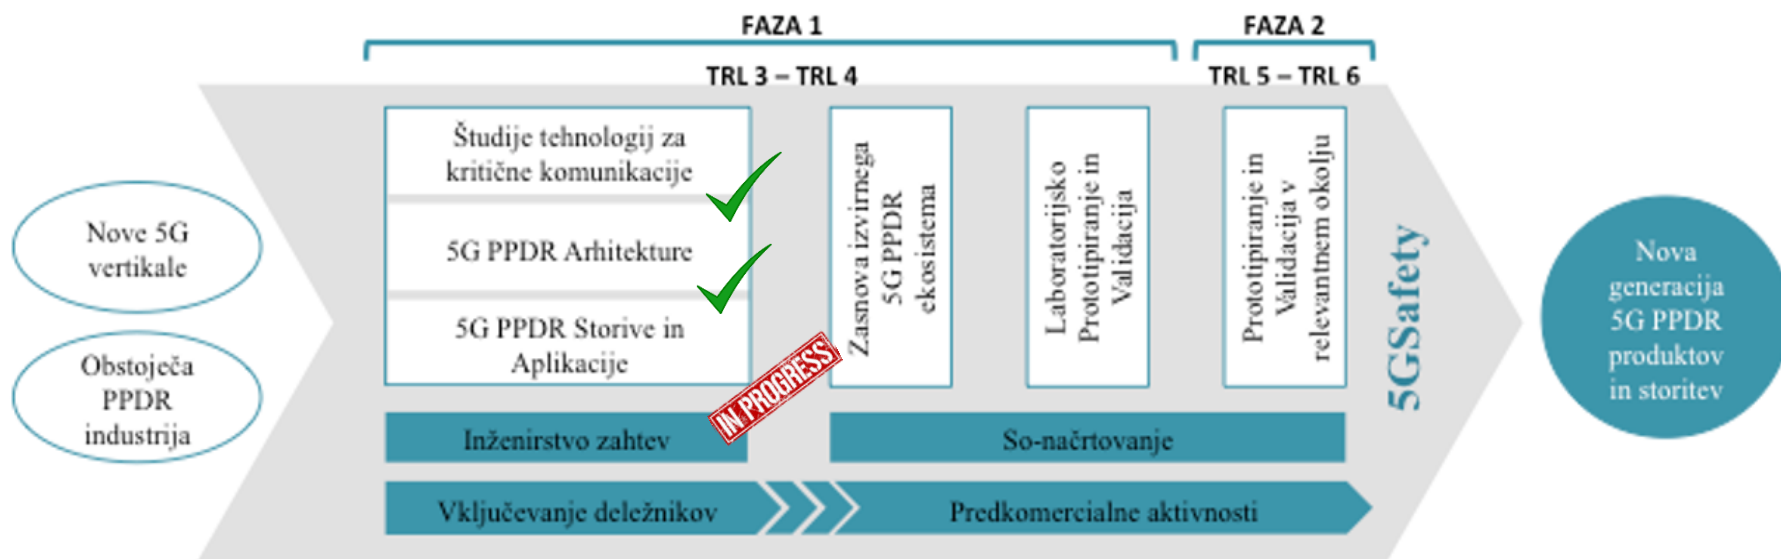 FAZA 1
FAZA 2
TRL 3 – TRL 4
TRL 5 – TRL 6
Nove 5G
vertikale
Obstoječa
PPDR
industrija
Študije tehnologij za
kritične komunikacije
5G PPDR Arhitekture
5G PPDR Storive in
Aplikacije
IN PROGRESS
Zasnova izvirnega
5G PPDR
ekosistema
Laboratorijsko
Prototipiranje in
Validacija
Prototipiranje in
Validacija v
relevantnem okolju
Inženirstvo zahtev
So-načrtovanje
Vključevanje deležnikov
Predkomercialne aktivnosti
5GSafety
Nova
generacija
5G PPDR
produktov
in storitev